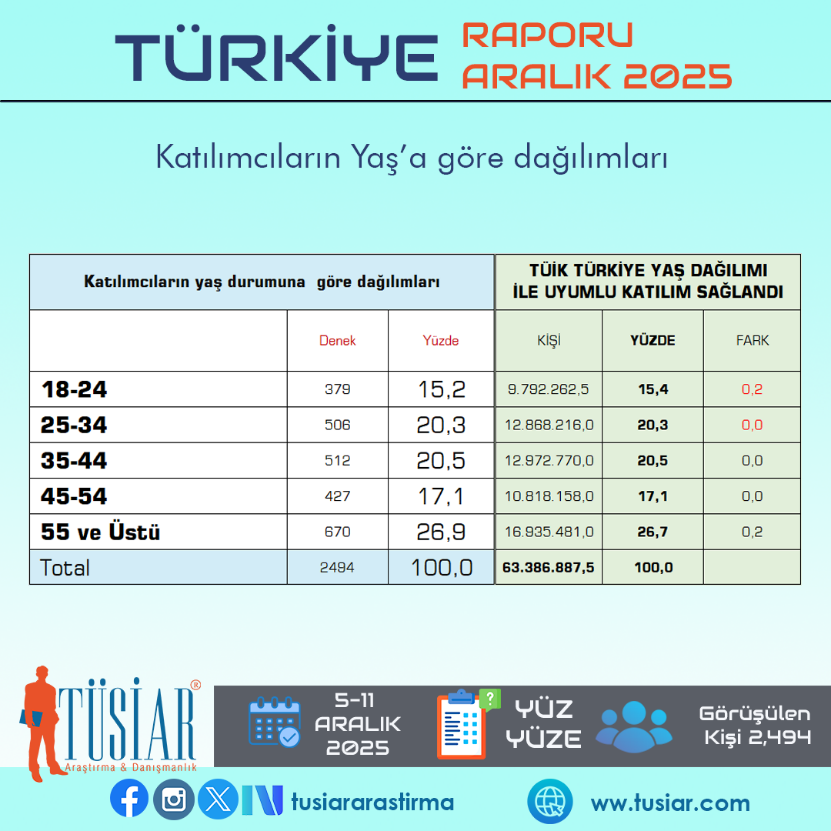 TÜRKİYE RAPORU
ARALIK 2025
Katılımcıların Yaş’a göre dağılımları
Katılımcıların yaş durumuna göre dağılımları
TÜİK TÜRKİYE YAŞ DAĞILIMI
İLE UYUMLU KATILIM SAĞLANDI
Denek Yüzde KİŞİ YÜZDE FARK
18-24 379 15,2 9.792.262,5 15,4 0,2
25-34 506 20,3 12.868.216,0 20,3 0,0
35-44 512 20,5 12.972.770,0 20,5 0,0
45-54 427 17,1 10.818.158,0 17,1 0,0
55 ve Üstü 670 26,9 16.935.481,0 26,7 0,2
Total 2494 100,0 63.386.887,5 100,0
TÜSİAR®
Araştırma & Danışmanlık
5-11
ARALIK
2025
YÜZ
YÜZE
Görüşülen
Kişi 2,494
tusiararastirma
ww.tusiar.com